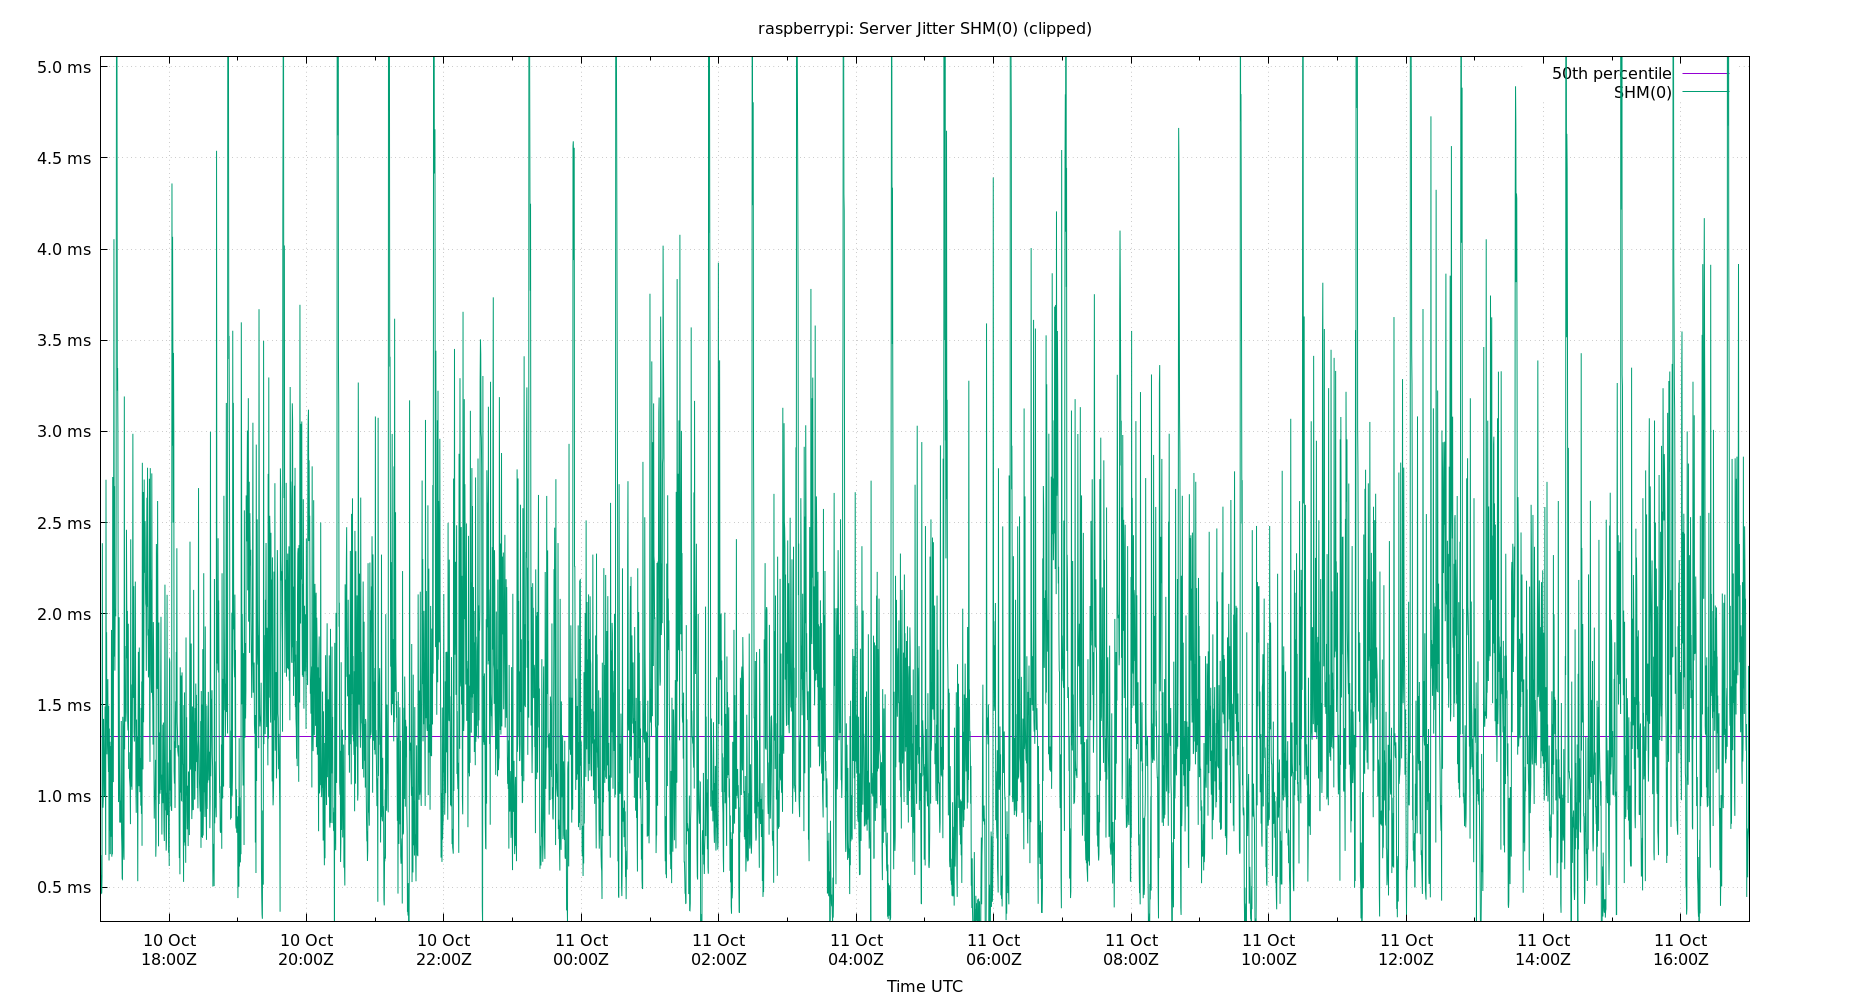 raspberrypi: Server Jitter SHM(0) (clipped)
5.0 ms
4.5 ms
4.0 ms
3.5 ms
3.0 ms
2.5 ms
2.0 ms
1.5 ms
1.0 ms
0.5 ms
50th percentile
SHM(0)
10 Oct 10 Oct 10 Oct 11 Oct 11 Oct 11 Oct 11 Oct 11 Oct 11 Oct 11 Oct 11 Oct 11 Oct
18:00Z 20:00Z 22:00Z 00:00Z 02:00Z 04:00Z 06:00Z 08:00Z 10:00Z 12:00Z 14:00Z 16:00Z
Time UTC